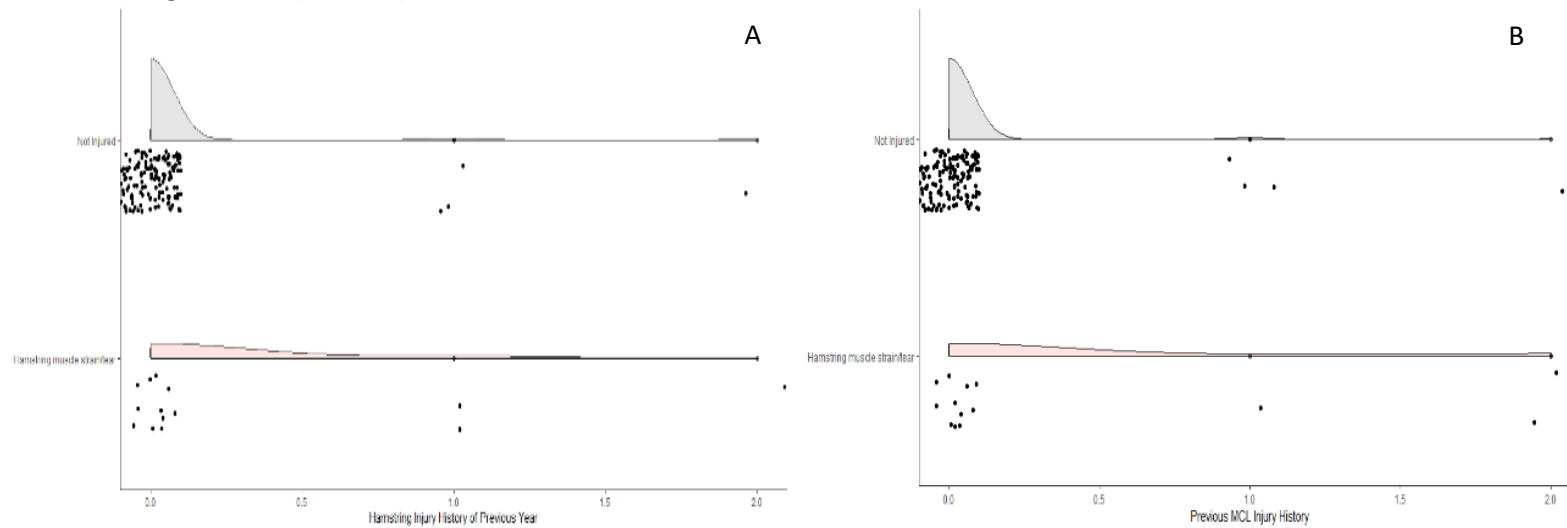 A
Not Injured
Hamstring muscle strain/tear
0.0 0.5 1.0 1.5 2.0
Hamstring Injury History of Previous Year
B
Not Injured
Hamstring muscle strain/tear
0.0 0.5 1.0 1.5 2.0
Previous MCL Injury History